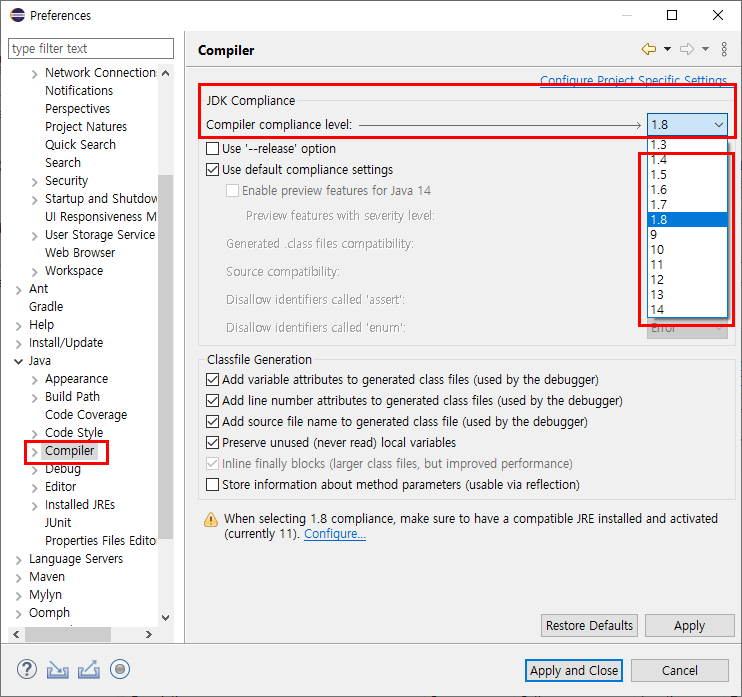 Preferences
type filter text
Network Connections
Notifications
Perspectives
Project Natures
Quick Search
Search
Security
Startup and Shutdow
UI Responsiveness M
User Storage Service
Web Browser
Workspace
Ant
Gradle
Help
Install/Update
Java
Appearance
Build Path
Code Coverage
Code Style
Compiler
Debug
Editor
Installed JREs
JUnit
Properties Files Editor
Language Servers
Maven
Mylyn
Oomph
Compiler
Configure Project Specific Settings
JDK Compliance
Compiler compliance level: 1.8
1.3
1.4
1.5
1.6
1.7
1.8
9
10
11
12
13
14
Use '--release' option
Use default compliance settings
Enable preview features for Java 14
Preview features with severity level:
Generated .class files compatibility:
Source compatibility:
Disallow identifiers called 'assert':
Disallow identifiers called 'enum': Error
Classfile Generation
Add variable attributes to generated class files (used by the debugger)
Add line number attributes to generated class files (used by the debugger)
Add source file name to generated class file (used by the debugger)
Preserve unused (never read) local variables
Inline finally blocks (larger class files, but improved performance)
Store information about method parameters (usable via reflection)
When selecting 1.8 compliance, make sure to have a compatible JRE installed and activated
(currently 11). Configure...
Restore Defaults Apply
Apply and Close Cancel